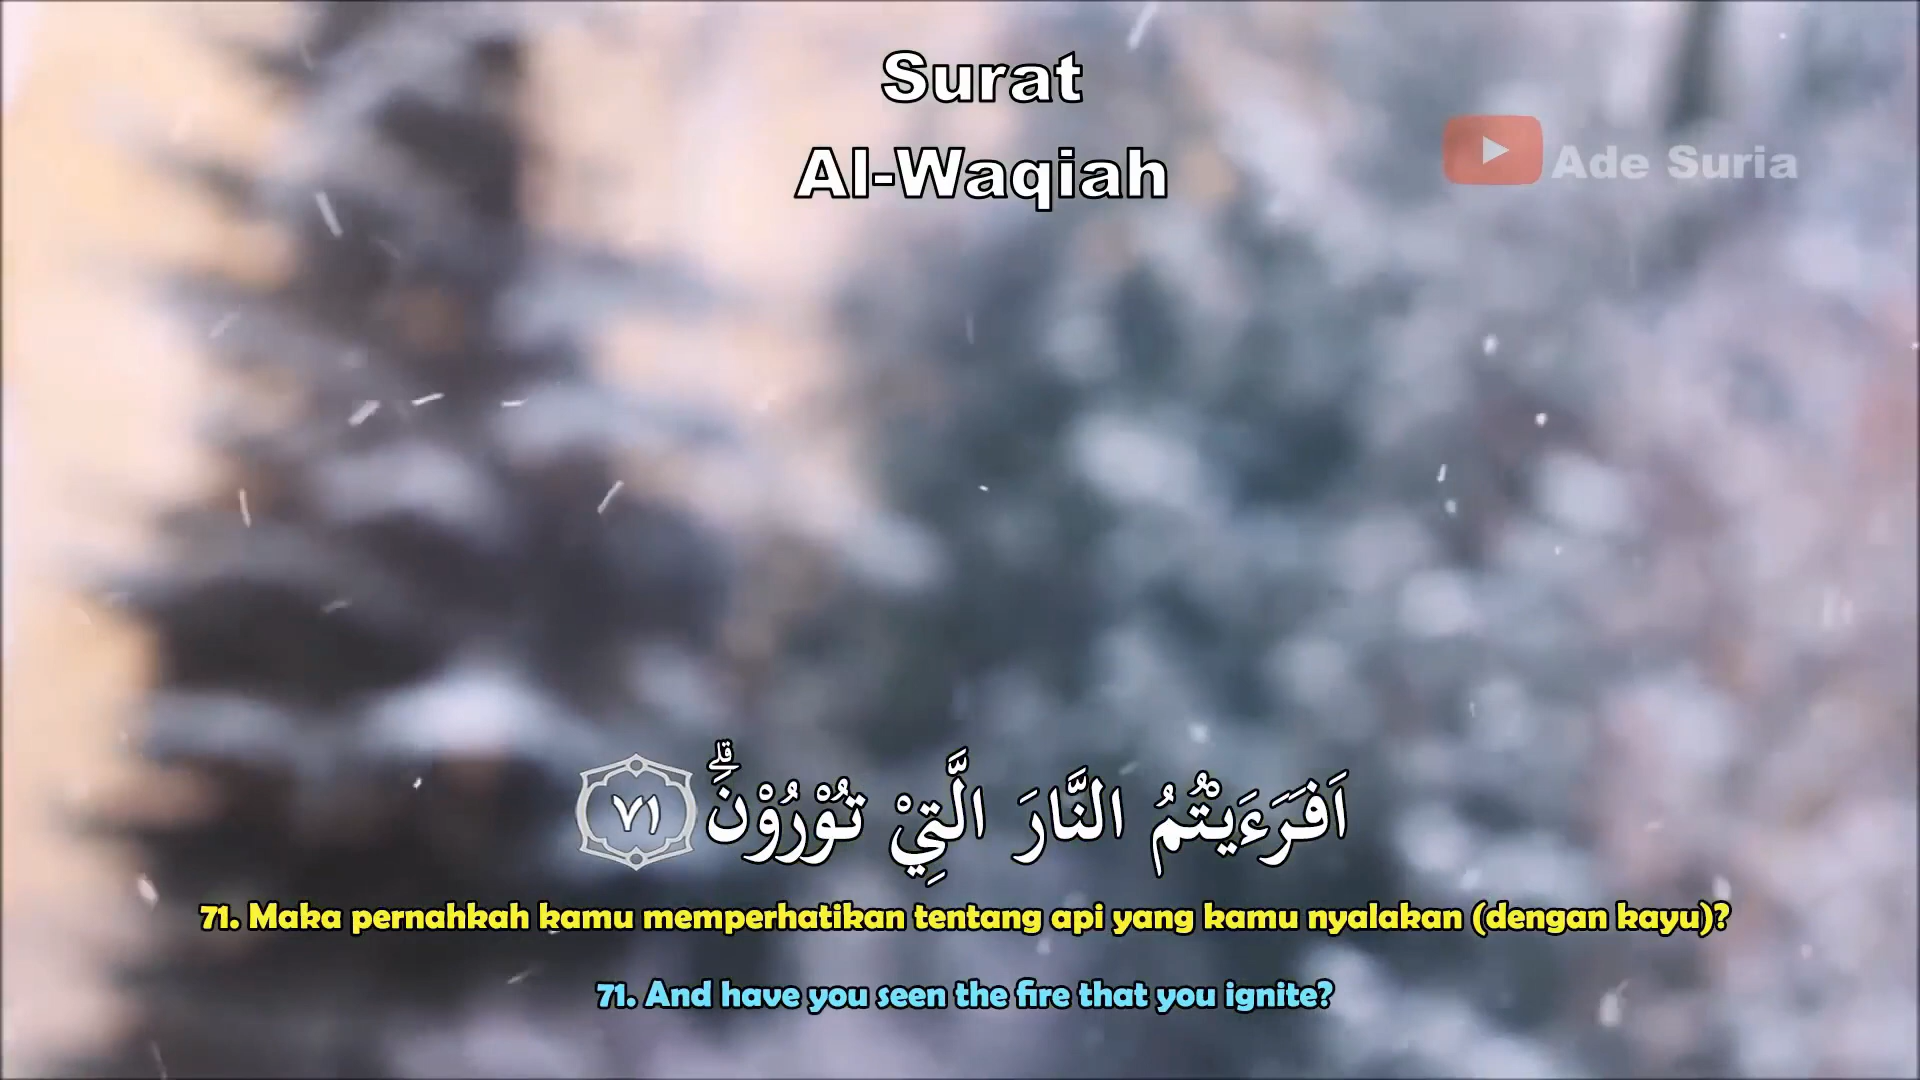 Surat
Al-Waqiah
Ade Suria
اَفَرَءَيْتُمُ النَّارَ الَّتِيْ تُوْرُوْنَۗ ٧١
71. Maka pernahkah kamu memperhatikan tentang api yang kamu nyalakan (dengan kayu)?
71. And have you seen the fire that you ignite?